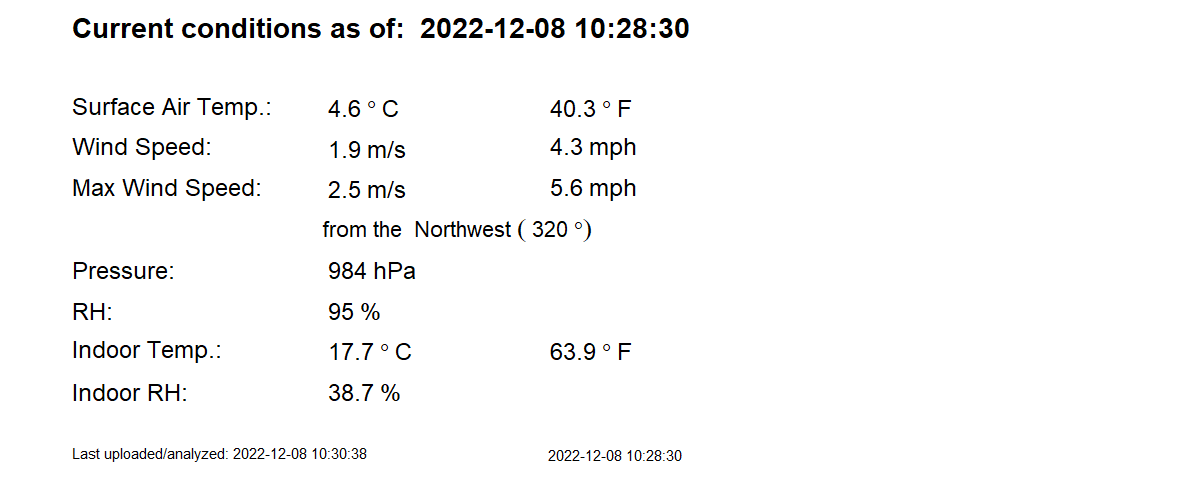 Current conditions as of: 2022-12-08 10:28:30
Surface Air Temp.: 4.6 ° C 40.3 ° F
Wind Speed: 1.9 m/s 4.3 mph
Max Wind Speed: 2.5 m/s 5.6 mph
from the Northwest ( 320 °)
Pressure: 984 hPa
RH: 95 %
Indoor Temp.: 17.7 ° C 63.9 ° F
Indoor RH: 38.7 %
Last uploaded/analyzed: 2022-12-08 10:30:38 2022-12-08 10:28:30